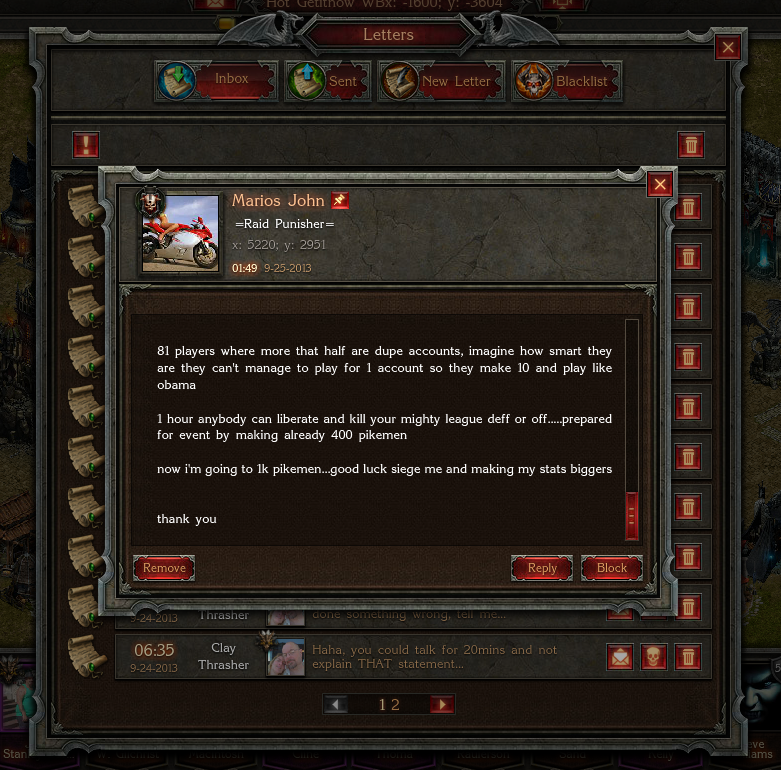 Hot Getitnow WBx: -1600; y: -3604
Letters
Inbox
Sent
New Letter
Blacklist
Marios John
=Raid Punisher=
x: 5220; y: 2951
01:49 9-25-2013
81 players where more that half are dupe accounts, imagine how smart they
are they can't manage to play for 1 account so they make 10 and play like
obama
1 hour anybody can liberate and kill your mighty league deff or off.....prepared
for event by making already 400 pikemen
now i'm going to 1k pikemen...good luck siege me and making my stats biggers
thank you
Remove
Reply
Block
9-24-2013
Thrasher
done something wrong, tell me...
06:35
9-24-2013
Clay
Thrasher
Haha, you could talk for 20mins and not
explain THAT statement...
1 2